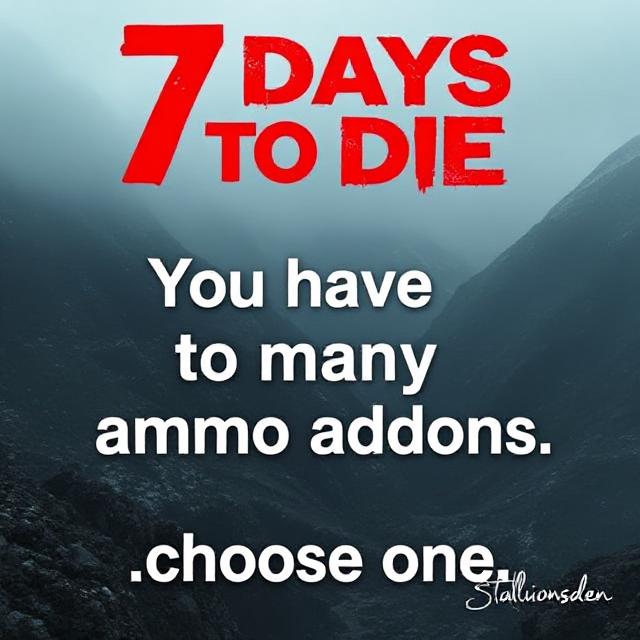 7 DAYS
TO DIE
You have
to many
ammo addons.
.choose one.
Stallionsden